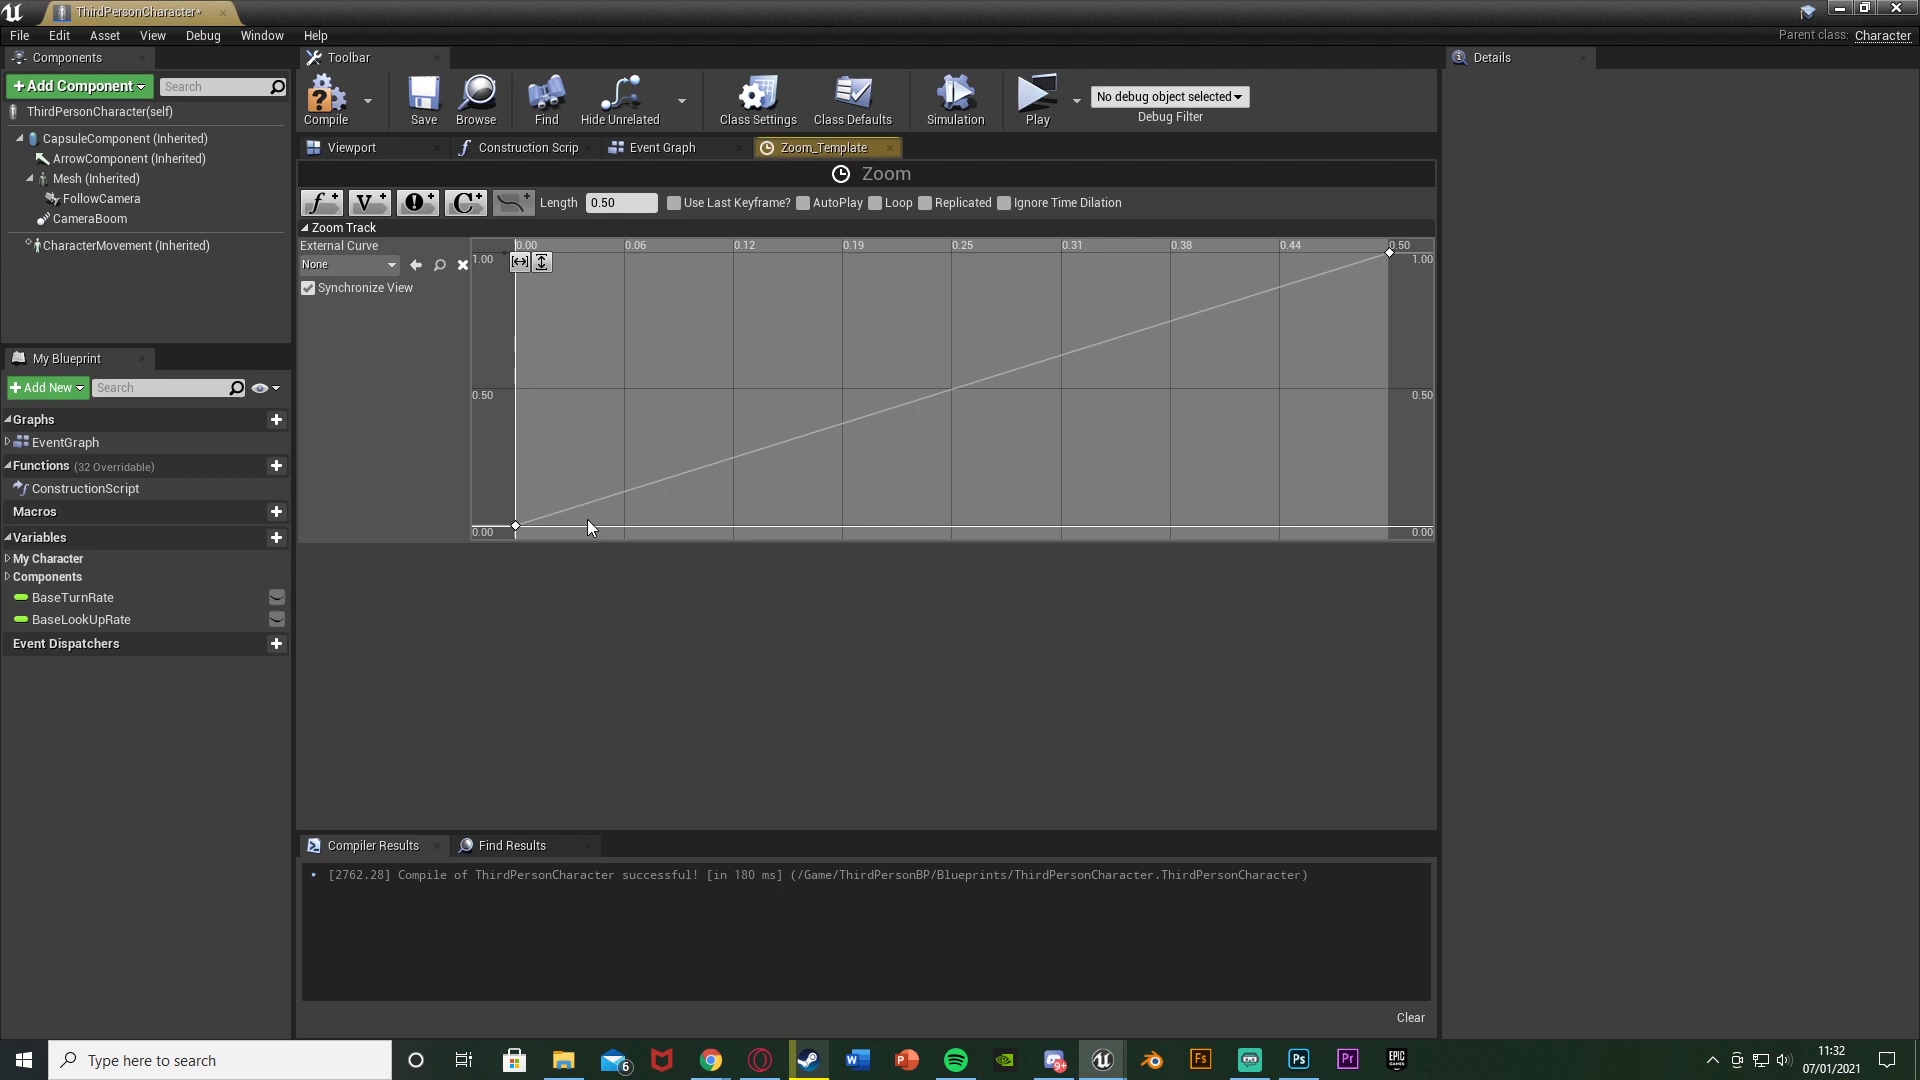 ThirdPersonCharacter*
File Edit Asset View Debug Window Help
Parent class: Character
Components
Toolbar
Details
+Add Component
Search
ThirdPersonCharacter(self)
CapsuleComponent (Inherited)
ArrowComponent (Inherited)
Mesh (Inherited)
FollowCamera
CameraBoom
CharacterMovement (Inherited)
Compile
Save
Browse
Find
Hide Unrelated
Class Settings
Class Defaults
Simulation
Play
No debug object selected
Debug Filter
Viewport
Construction Scrip
Event Graph
Zoom_Template
Zoom
f+ V+ !+ C+
Length 0.50 Use Last Keyframe? AutoPlay Loop Replicated Ignore Time Dilation
Zoom Track
External Curve
None
Synchronize View
0.00 0.06 0.12 0.19 0.25 0.31 0.38 0.44 0.50
1.00 1.00
0.50 0.50
0.00 0.00
My Blueprint
+Add New
Search
Graphs
EventGraph
Functions (32 Overridable)
ConstructionScript
Macros
Variables
My Character
Components
BaseTurnRate
BaseLookUpRate
Event Dispatchers
Compiler Results
Find Results
• [2762.28] Compile of ThirdPersonCharacter successful! [in 180 ms] (/Game/ThirdPersonBP/Blueprints/ThirdPersonCharacter.ThirdPersonCharacter)
Clear
Type here to search
6
W
P
9+
Fs
Ps
Pr
EPIC
GAMES
11:32
07/01/2021